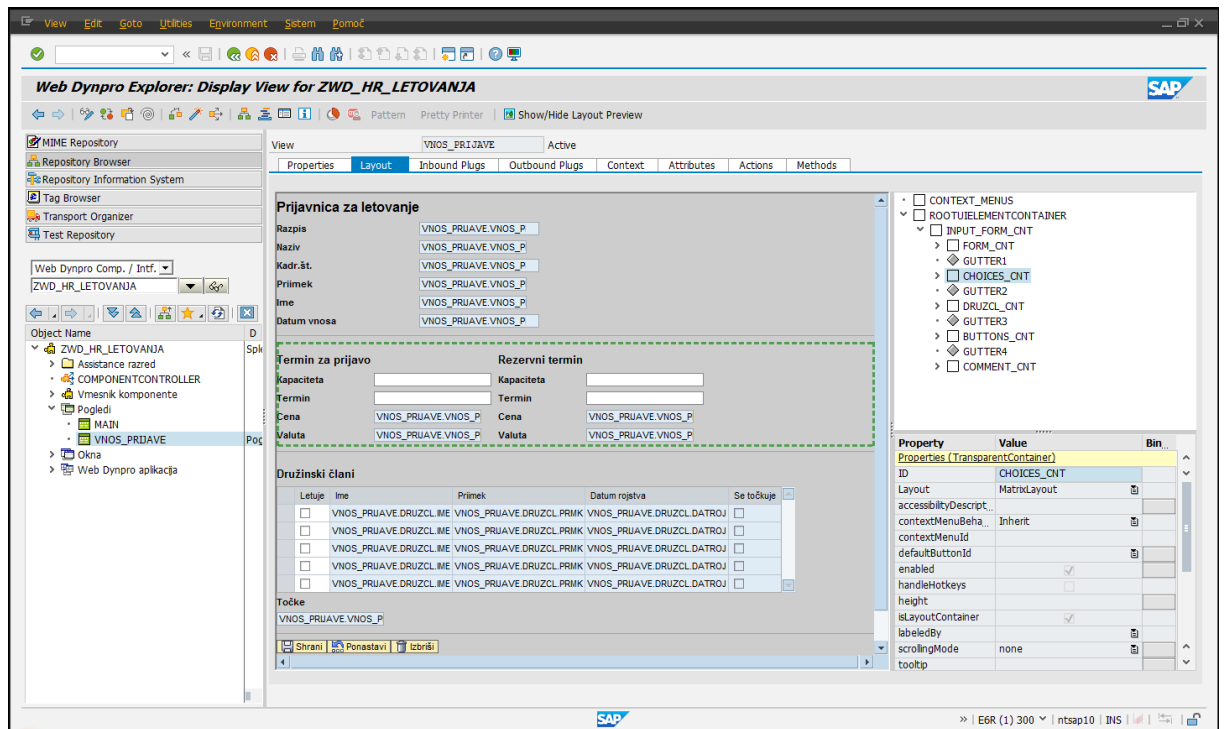 View Edit Goto Utilities Environment Sistem Pomoč
Web Dynpro Explorer: Display View for ZWD_HR_LETOVANJA
SAP
Pattern Pretty Printer Show/Hide Layout Preview
MIME Repository
Repository Browser
Repository Information System
Tag Browser
Transport Organizer
Test Repository
Web Dynpro Comp. / Intf.
ZWD_HR_LETOVANJA
Object Name D
ZWD_HR_LETOVANJA Sple
Assistance razred
COMPONENTCONTROLLER
Vmesnik komponente
Pogledi
MAIN
VNOS_PRIJAVE Pog
Okna
Web Dynpro aplikacija
View VNOS_PRIJAVE Active
Properties Layout Inbound Plugs Outbound Plugs Context Attributes Actions Methods
Prijavnica za letovanje
Razpis VNOS_PRIJAVE.VNOS_P
Naziv VNOS_PRIJAVE.VNOS_P
Kadr.št. VNOS_PRIJAVE.VNOS_P
Priimek VNOS_PRIJAVE.VNOS_P
Ime VNOS_PRIJAVE.VNOS_P
Datum vnosa VNOS_PRIJAVE.VNOS_P
Termin za prijavo Rezervni termin
Kapaciteta Kapaciteta
Termin Termin
Cena VNOS_PRIJAVE.VNOS_P Cena VNOS_PRIJAVE.VNOS_P
Valuta VNOS_PRIJAVE.VNOS_P Valuta VNOS_PRIJAVE.VNOS_P
Družinski člani
Letuje Ime Priimek Datum rojstva Se točkuje
VNOS_PRIJAVE.DRUZCL.IME VNOS_PRIJAVE.DRUZCL.PRMK VNOS_PRIJAVE.DRUZCL.DATROJ
VNOS_PRIJAVE.DRUZCL.IME VNOS_PRIJAVE.DRUZCL.PRMK VNOS_PRIJAVE.DRUZCL.DATROJ
VNOS_PRIJAVE.DRUZCL.IME VNOS_PRIJAVE.DRUZCL.PRMK VNOS_PRIJAVE.DRUZCL.DATROJ
VNOS_PRIJAVE.DRUZCL.IME VNOS_PRIJAVE.DRUZCL.PRMK VNOS_PRIJAVE.DRUZCL.DATROJ
VNOS_PRIJAVE.DRUZCL.IME VNOS_PRIJAVE.DRUZCL.PRMK VNOS_PRIJAVE.DRUZCL.DATROJ
Točke
VNOS_PRIJAVE.VNOS_P
Shrani Ponastavi Izbriši
CONTEXT_MENUS
ROOTUIELEMENTCONTAINER
INPUT_FORM_CNT
FORM_CNT
GUTTER1
CHOICES_CNT
GUTTER2
DRUZCL_CNT
GUTTER3
BUTTONS_CNT
GUTTER4
COMMENT_CNT
Property Value Bin...
Properties (TransparentContainer)
ID CHOICES_CNT
Layout MatrixLayout
accessibilityDescript...
contextMenuBeha... Inherit
contextMenuId
defaultButtonId
enabled
handleHotkeys
height
isLayoutContainer
labeledBy
scrollingMode none
tooltip
SAP
E6R (1) 300 ntsap10 INS